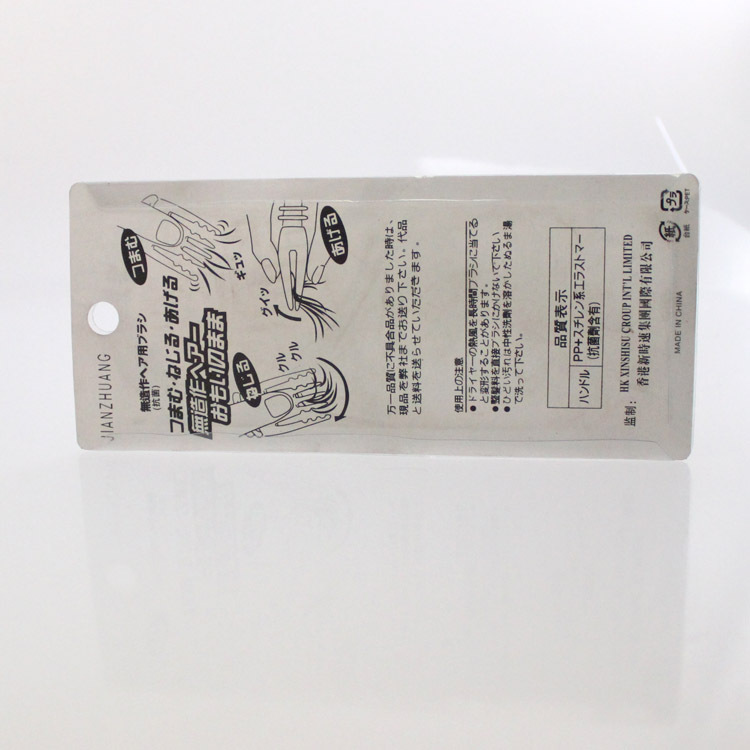 JIANZHUANG
無造作ヘア用ブラシ
(抗菌)
つまむ・ねじる・あげる
無造作ヘアー
おもいのまま
つまむ
ギュッ
グイッ
あげる
ねじる
クル
クル
万一品質に不具合品がありました時は、
現品を弊社までお送り下さい。代品
と送料を送らせていただきます。
使用上の注意
●ドライヤーの熱風を長時間ブラシに当てる
と変形することがあります。
●整髪料を直接ブラシにかけないで下さい
●ひどい汚れは中性洗剤を溶かしたぬるま湯
で洗って下さい。
品質表示
ハンドル PP+スチレン系エラストマー
(抗菌剤含有)
监制:
HK XINSHISU GROUP INT'L LIMITED
香港新時速集團國際有限公司
MADE IN CHINA
紙
台紙
プラ
ケースPET